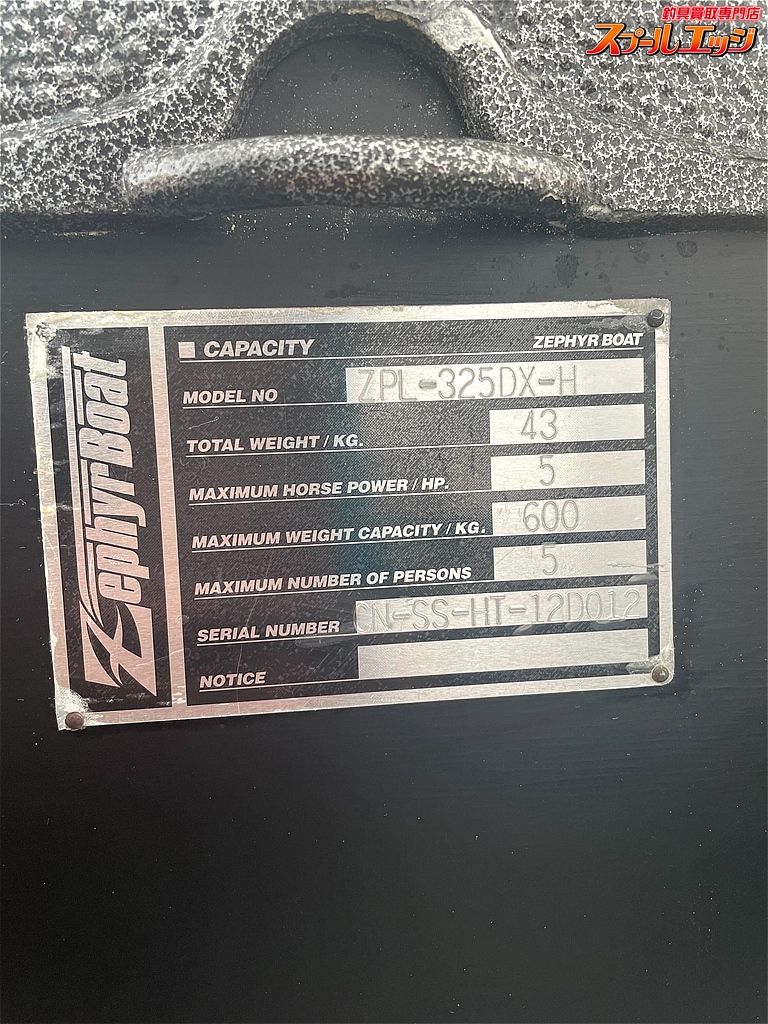 釣具買取専門店
スプールエッジ
Zephyr Boat
■ CAPACITY
ZEPHYR BOAT
MODEL NO ZPL-325DX-H
TOTAL WEIGHT / KG. 43
MAXIMUM HORSE POWER / HP. 5
MAXIMUM WEIGHT CAPACITY / KG. 600
MAXIMUM NUMBER OF PERSONS 5
SERIAL NUMBER CN-SS-HT-12D012
NOTICE